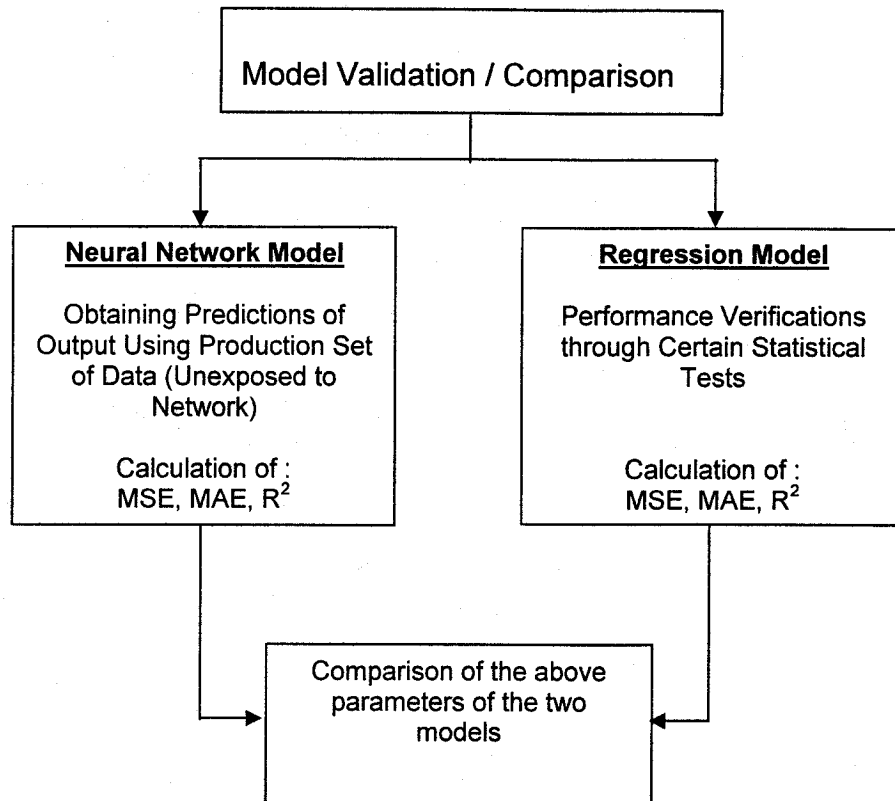 Model Validation / Comparison
Neural Network Model
Obtaining Predictions of
Output Using Production Set
of Data (Unexposed to
Network)
Calculation of :
MSE, MAE, R²
Regression Model
Performance Verifications
through Certain Statistical
Tests
Calculation of :
MSE, MAE, R²
Comparison of the above
parameters of the two
models